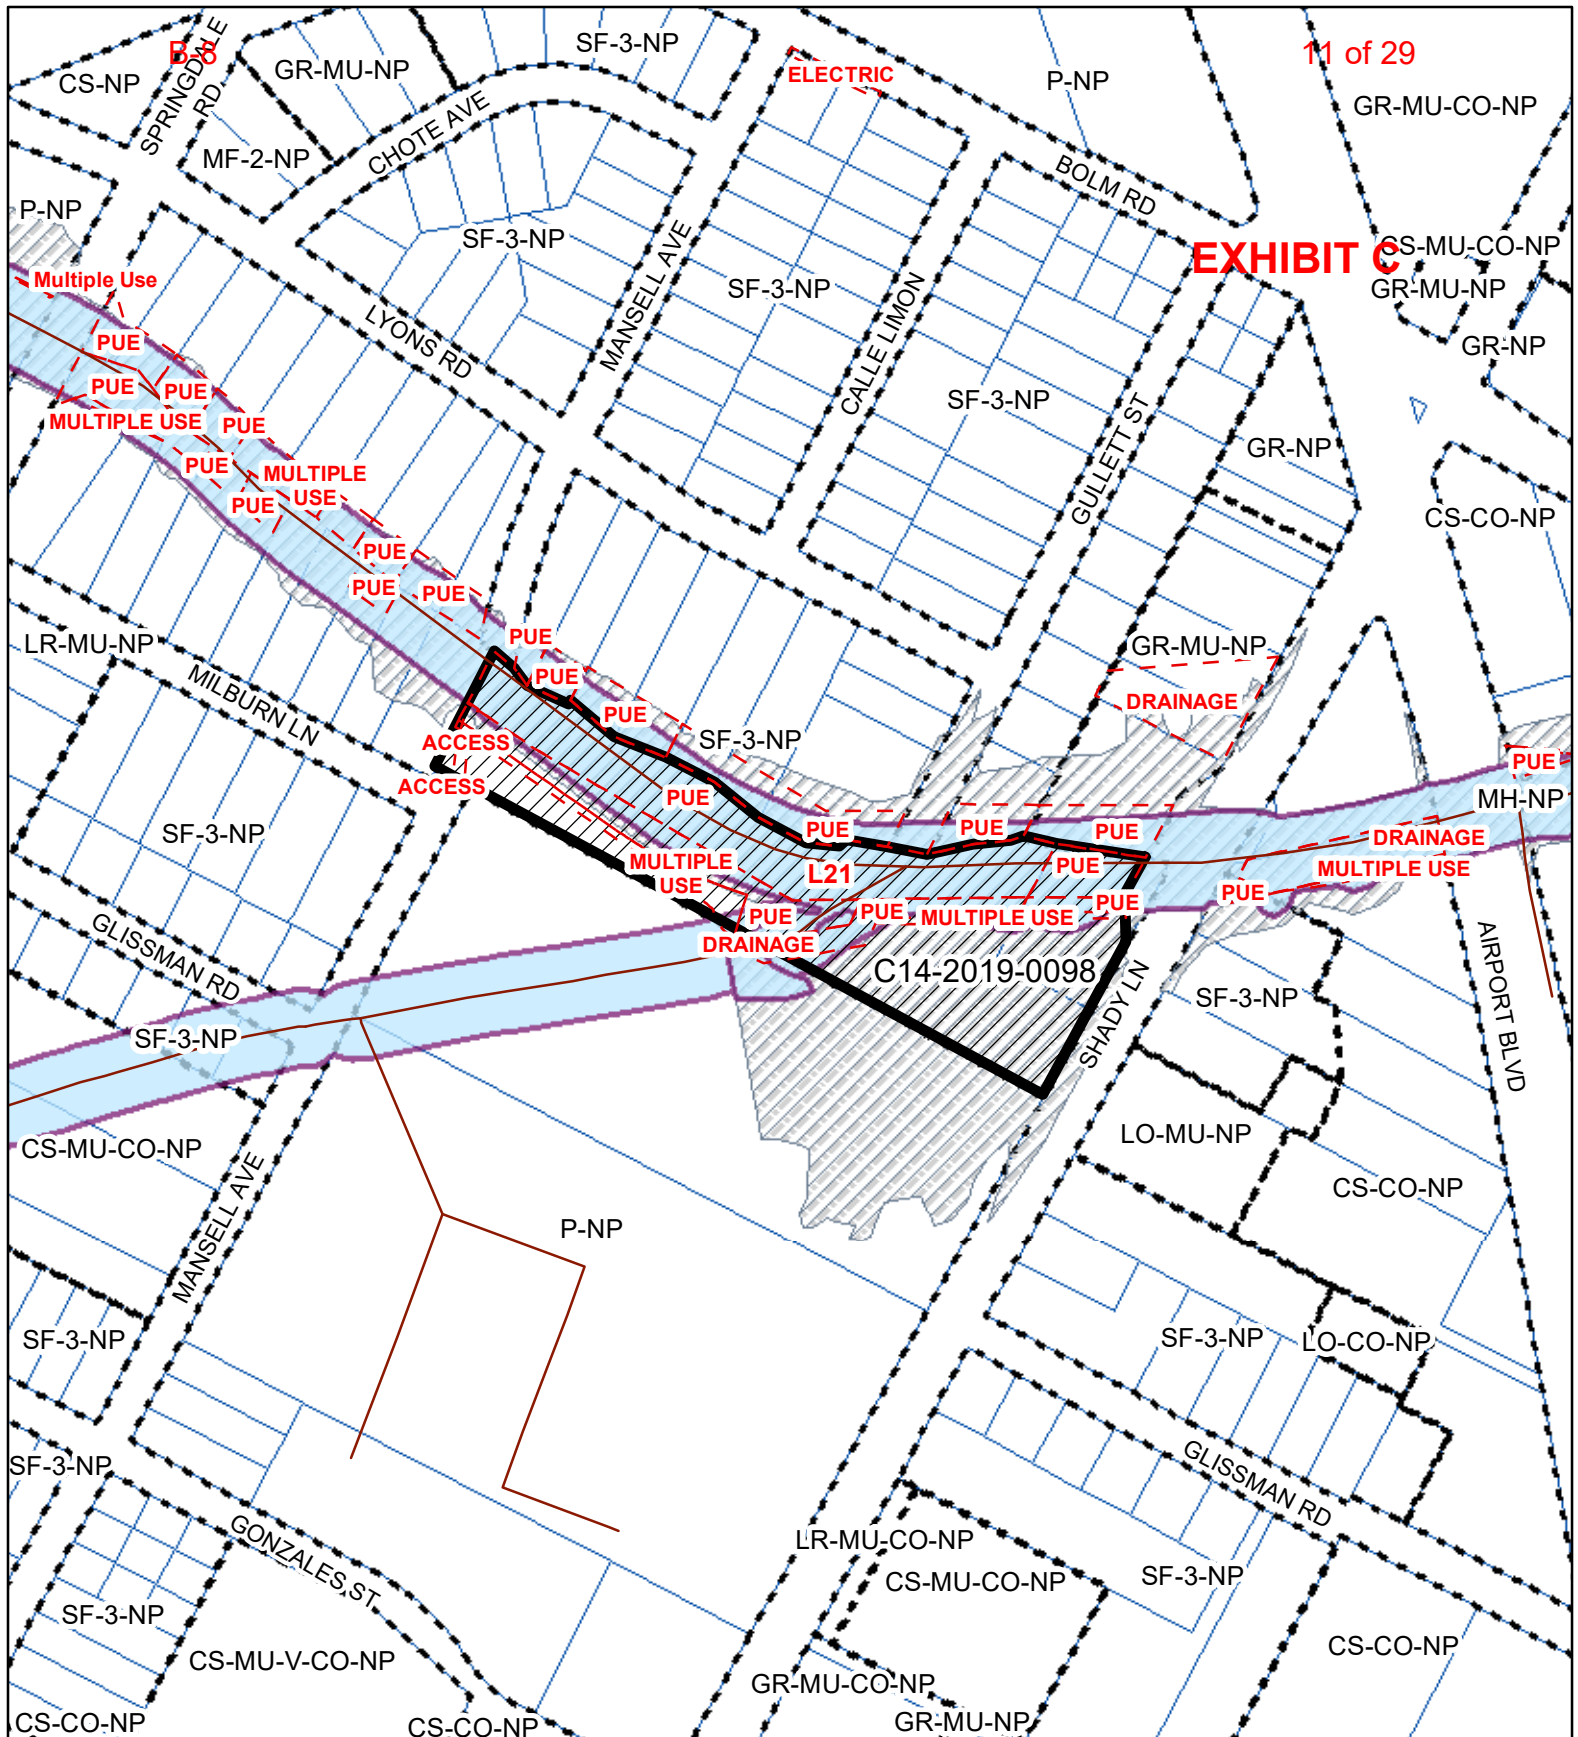 B-8
11 of 29
EXHIBIT C
CS-NP
SPRINGDALE
RD
GR-MU-NP
SF-3-NP
ELECTRIC
P-NP
GR-MU-CO-NP
MF-2-NP
CHOTE AVE
BOLM RD
P-NP
SF-3-NP
MANSELL AVE
SF-3-NP
CALLE LIMON
CS-MU-CO-NP
GR-MU-NP
GR-NP
Multiple Use
LYONS RD
PUE
PUE
PUE
MULTIPLE USE
PUE
SF-3-NP
GULLETT ST
GR-NP
PUE
MULTIPLE
USE
PUE
CS-CO-NP
PUE
PUE
PUE
LR-MU-NP
MILBURN LN
PUE
PUE
PUE
GR-MU-NP
DRAINAGE
ACCESS
ACCESS
SF-3-NP
PUE
PUE
MH-NP
SF-3-NP
PUE
PUE
PUE
PUE
DRAINAGE
MULTIPLE USE
MULTIPLE
USE
L21
PUE
PUE
PUE
PUE
MULTIPLE USE
PUE
DRAINAGE
C14-2019-0098
GLISSMAN RD
SF-3-NP
SHADY LN
SF-3-NP
AIRPORT BLVD
CS-MU-CO-NP
LO-MU-NP
MANSELL AVE
P-NP
CS-CO-NP
SF-3-NP
SF-3-NP
LO-CO-NP
SF-3-NP
GLISSMAN RD
GONZALES ST
LR-MU-CO-NP
CS-MU-CO-NP
SF-3-NP
SF-3-NP
CS-MU-V-CO-NP
CS-CO-NP
GR-MU-CO-NP
CS-CO-NP
CS-CO-NP
GR-MU-NP